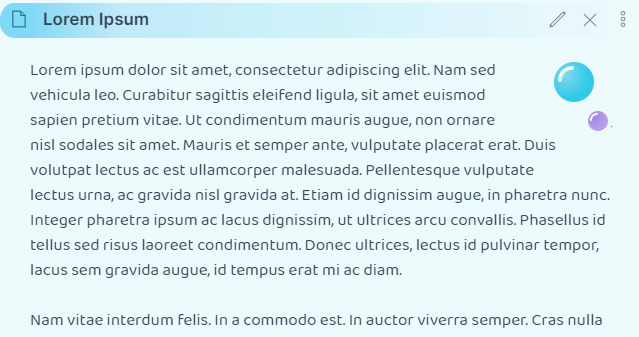 Lorem Ipsum
Lorem ipsum dolor sit amet, consectetur adipiscing elit. Nam sed
vehicula leo. Curabitur sagittis eleifend ligula, sit amet euismod
sapien pretium vitae. Ut condimentum mauris augue, non ornare
nisl sodales sit amet. Mauris et semper ante, vulputate placerat erat. Duis
volutpat lectus ac est ullamcorper malesuada. Pellentesque vulputate
lectus urna, ac gravida nisl gravida at. Etiam id dignissim augue, in pharetra nunc.
Integer pharetra ipsum ac lacus dignissim, ut ultrices arcu convallis. Phasellus id
tellus sed risus laoreet condimentum. Donec ultrices, lectus id pulvinar tempor,
lacus sem gravida augue, id tempus erat mi ac diam.
Nam vitae interdum felis. In a commodo est. In auctor viverra semper. Cras nulla